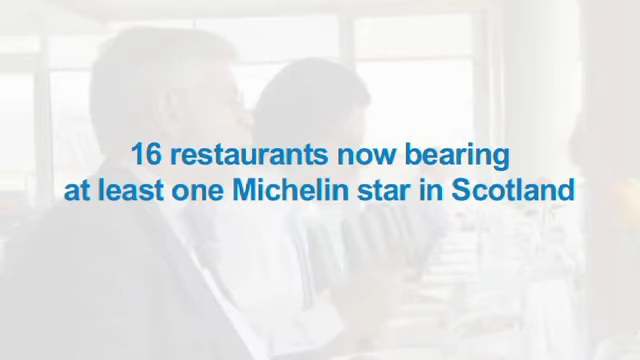 16 restaurants now bearing
at least one Michelin star in Scotland